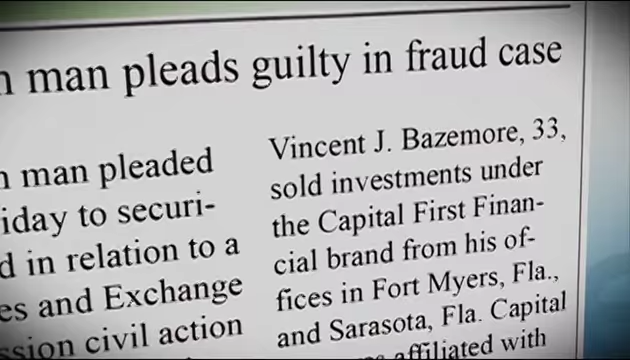 n man pleads guilty in fraud case
n man pleaded
iday to securi-
d in relation to a
es and Exchange
ssion civil action
Vincent J. Bazemore, 33,
sold investments under
the Capital First Finan-
cial brand from his of-
fices in Fort Myers, Fla.,
and Sarasota, Fla. Capital
affiliated with